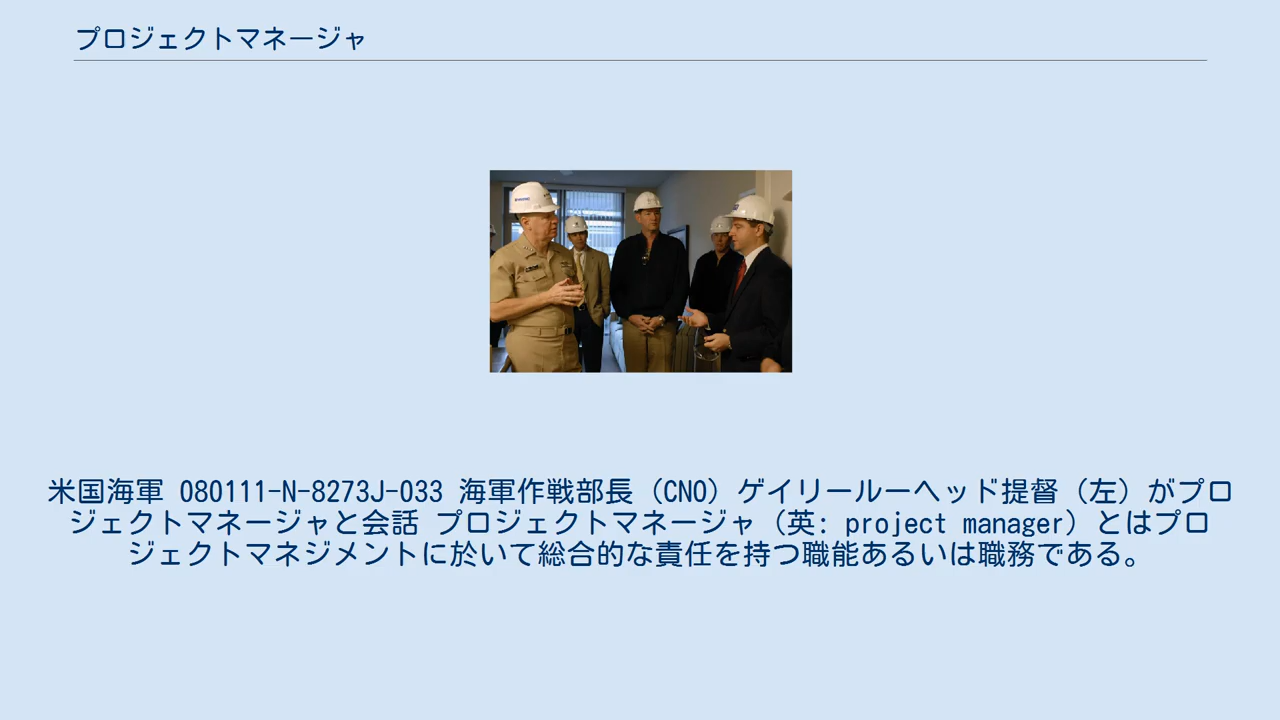 プロジェクトマネージャ
米国海軍 080111-N-8273J-033 海軍作戦部長（CNO）ゲイリールーヘッド提督（左）がプロ
ジェクトマネージャと会話 プロジェクトマネージャ（英: project manager）とはプロ
ジェクトマネジメントに於いて総合的な責任を持つ職能あるいは職務である。